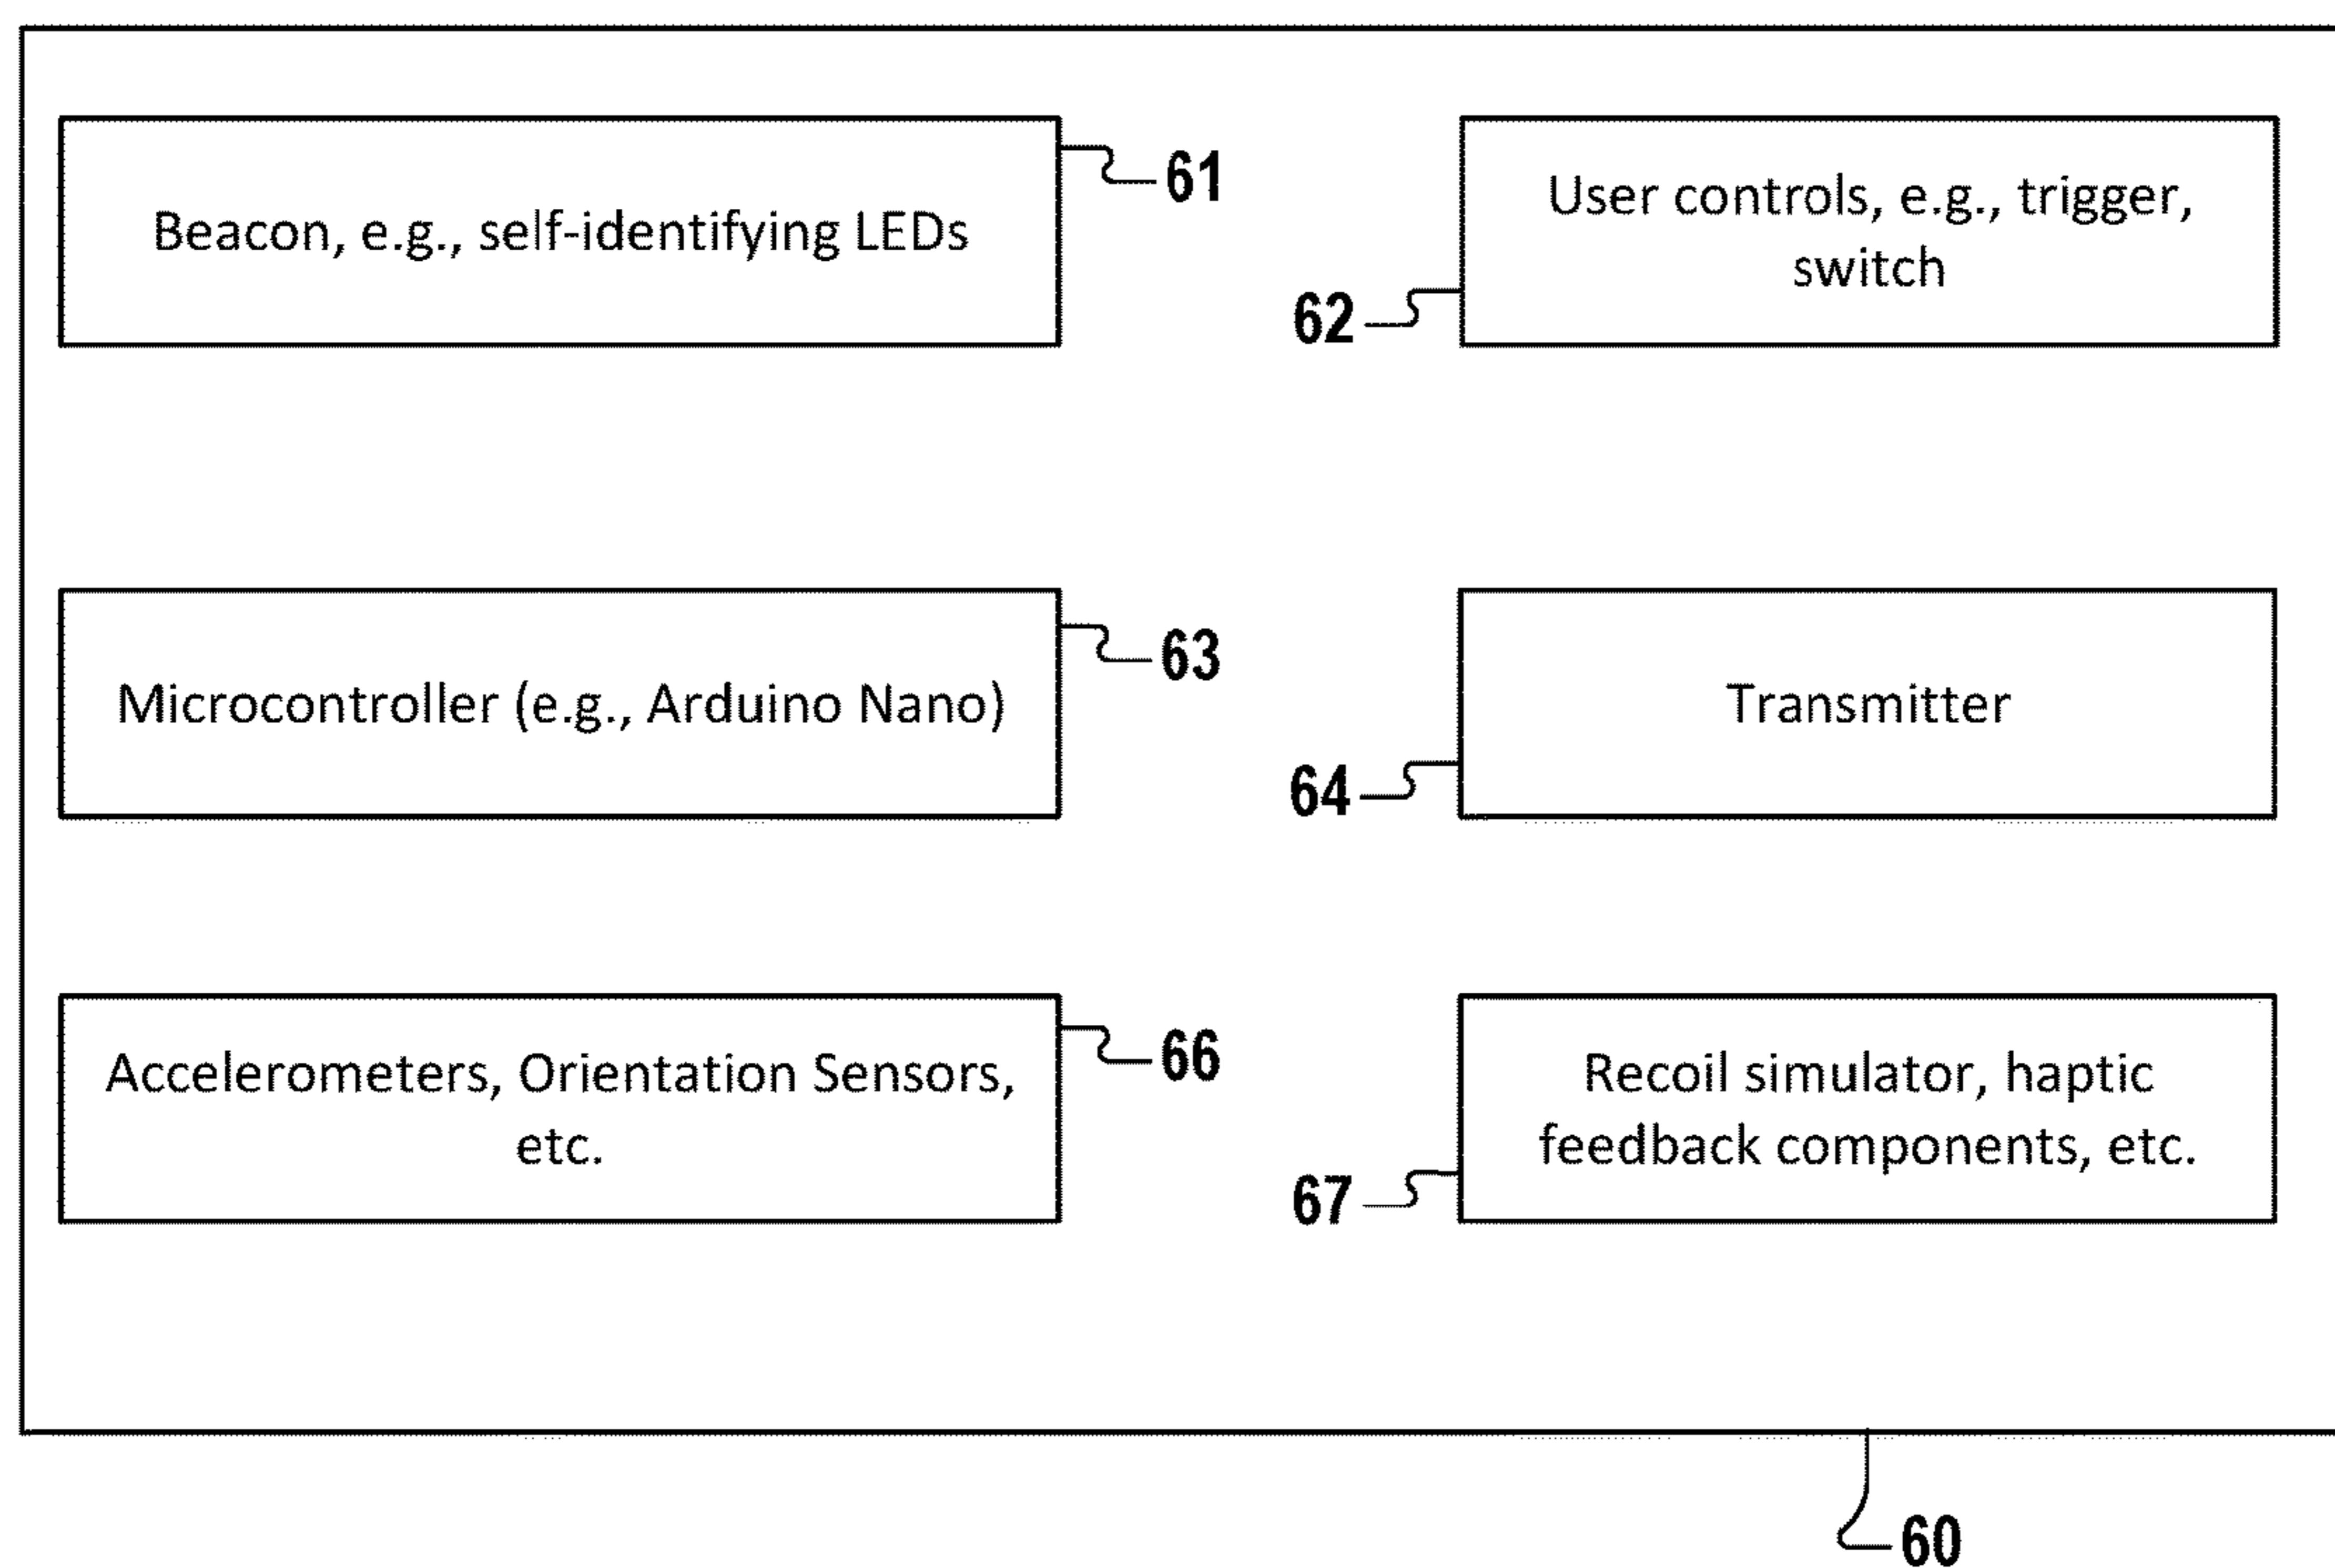 Beacon, e.g., self-identifying LEDs
61
User controls, e.g., trigger,
switch
62
Microcontroller (e.g., Arduino Nano)
63
Transmitter
64
Accelerometers, Orientation Sensors,
etc.
66
Recoil simulator, haptic
feedback components, etc.
67
60